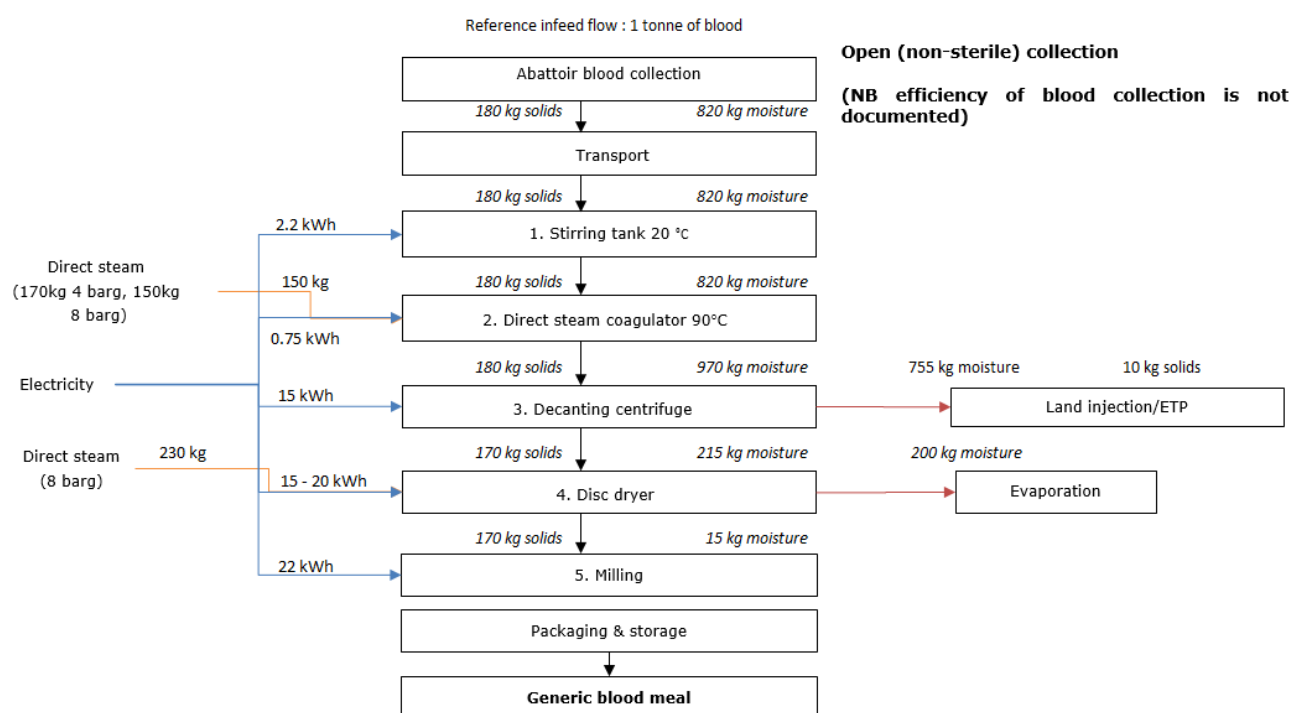 Reference infeed flow : 1 tonne of blood
Open (non-sterile) collection
(NB efficiency of blood collection is not
documented)
Abattoir blood collection
180 kg solids 820 kg moisture
Transport
180 kg solids 820 kg moisture
2.2 kWh
1. Stirring tank 20 °C
Direct steam
(170kg 4 barg, 150kg
8 barg)
150 kg
180 kg solids 820 kg moisture
2. Direct steam coagulator 90°C
0.75 kWh
180 kg solids 970 kg moisture
755 kg moisture 10 kg solids
Electricity
15 kWh
3. Decanting centrifuge
Land injection/ETP
170 kg solids 215 kg moisture
200 kg moisture
Direct steam
(8 barg)
230 kg
15 - 20 kWh
4. Disc dryer
Evaporation
170 kg solids 15 kg moisture
22 kWh
5. Milling
Packaging & storage
Generic blood meal